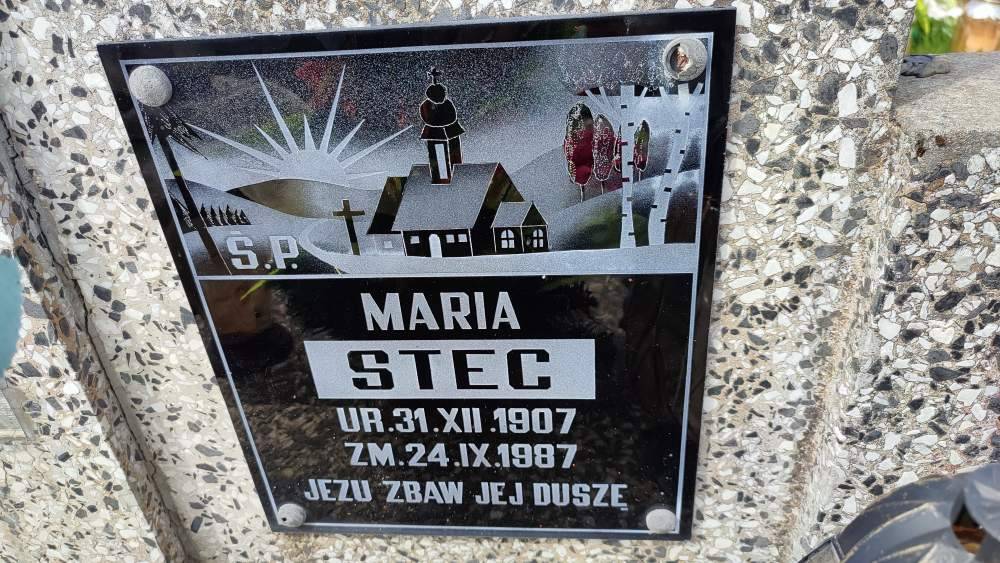 Ś.P.
MARIA
STEC
UR.31.XII.1907
ZM.24.IX.1987
JEZU ZBAW JEJ DUSZĘ